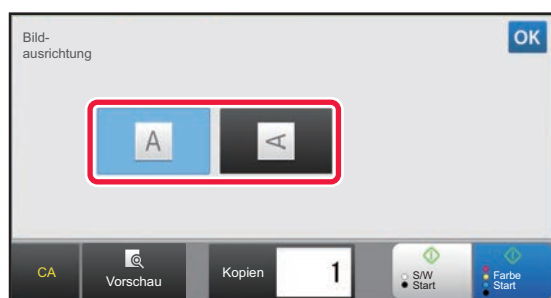 Bild-
ausrichtung
OK
A
A
CA
Vorschau
Kopien
1
S/W
Start
Farbe
Start